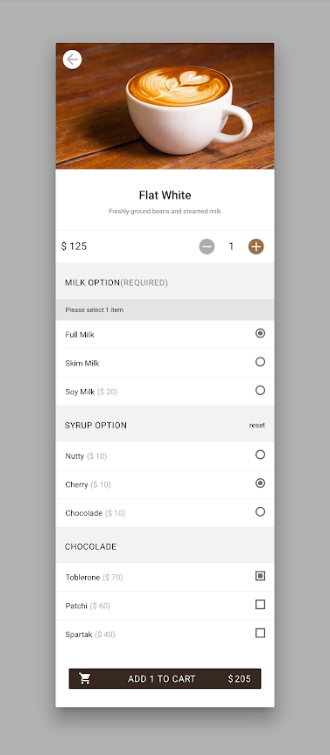 Flat White
Freshly-ground beans and steamed milk
$ 125
1
MILK OPTION(REQUIRED)
Please select 1 item
Full Milk
Skim Milk
Soy Milk ($ 20)
SYRUP OPTION
reset
Nutty ($ 10)
Cherry ($ 10)
Chocolade ($ 10)
CHOCOLADE
Toblerone ($ 70)
Patchi ($ 60)
Spartak ($ 40)
ADD 1 TO CART $205